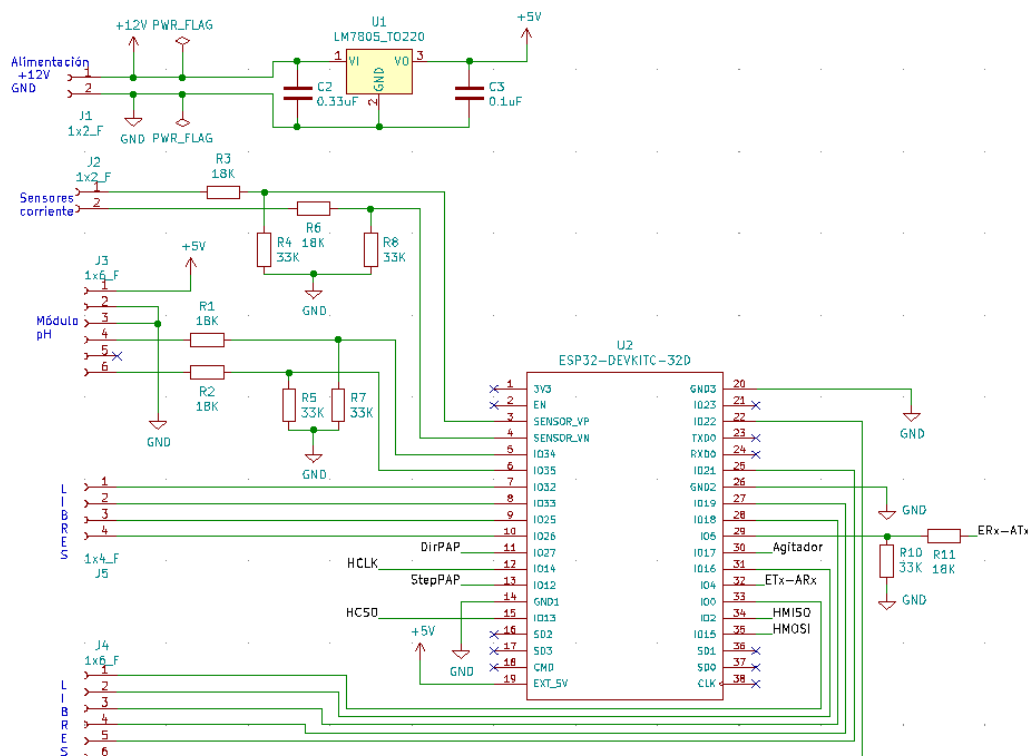 +12V PWR_FLAG
U1
LM7805_TO220
+5V
Alimentación
+12V
GND
1
2
J1
1x2_F
GND PWR_FLAG
C2
0.33uF
1 VI VO 3
GND
2
C3
0.1uF
J2
1x2_F
1
2
Sensores
corriente
R3
18K
R6
18K
R4
33K
R8
33K
GND
+5V
J3
1x6_F
1
2
3
4
5
6
Módulo
pH
R1
18K
R2
18K
R5
33K
R7
33K
GND
GND
U2
ESP32-DEVKITC-32D
1 3V3
2 EN
3 SENSOR_VP
4 SENSOR_VN
5 IO34
6 IO35
7 IO32
8 IO33
9 IO25
10 IO26
11 IO27
12 IO14
13 IO12
14 GND1
15 IO13
16 SD2
17 SD3
18 CMD
19 EXT_5V
GND3 20
IO23 21
IO22 22
TXD0 23
RXD0 24
IO21 25
GND2 26
IO19 27
IO18 28
IO5 29
IO17 30
IO16 31
IO4 32
IO0 33
IO2 34
IO15 35
SD1 36
SD0 37
CLK 38
GND
GND
ERx-ATx
R10
33K
R11
18K
GND
Agitador
ETx-ARx
HMISO
HMOSI
LIBRES
1
2
3
4
1x4_F
J5
DirPAP
HCLK
StepPAP
HCSO
+5V
GND
J4
1x6_F
LIBRES
1
2
3
4
5
6